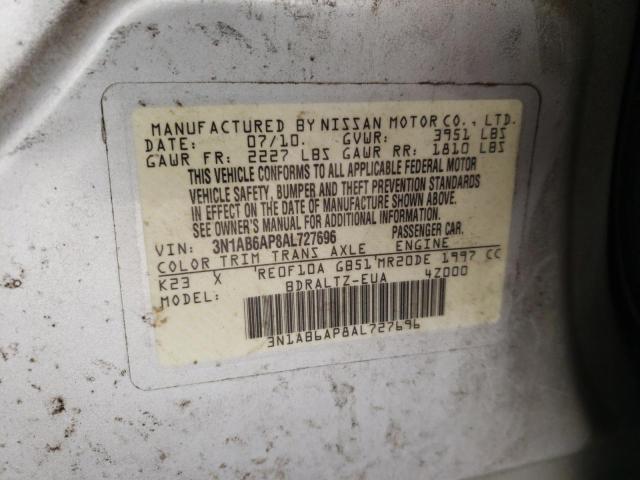 MANUFACTURED BY NISSAN MOTOR CO., LTD.
DATE: 07/10. GVWR: 3951 LBS
GAWR FR: 2227 LBS GAWR RR: 1810 LBS
THIS VEHICLE CONFORMS TO ALL APPLICABLE FEDERAL MOTOR
VEHICLE SAFETY, BUMPER AND THEFT PREVENTION STANDARDS
IN EFFECT ON THE DATE OF MANUFACTURE SHOWN ABOVE.
SEE OWNER'S MANUAL FOR ADDITIONAL INFORMATION.
VIN: 3N1AB6AP8AL727696 PASSENGER CAR.
COLOR TRIM TRANS AXLE ENGINE
K23 X RE0F10A GB51 MR20DE 1997 CC
MODEL: BDRALTZ-EUA 4Z000
3N1AB6AP8AL727696